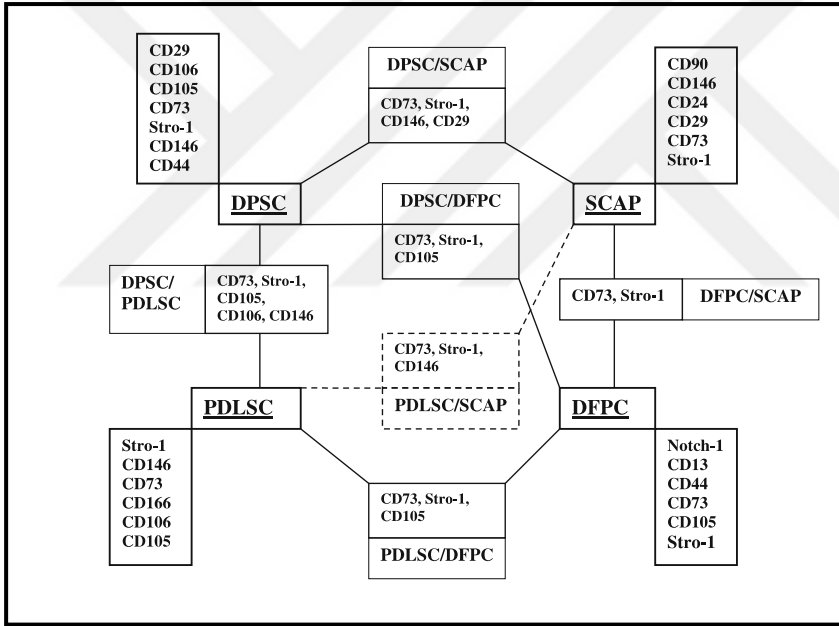 CD29
CD106
CD105
CD73
Stro-1
CD146
CD44
DPSC
DPSC/SCAP
CD73, Stro-1,
CD146, CD29
CD90
CD146
CD24
CD29
CD73
Stro-1
SCAP
DPSC/DFPC
CD73, Stro-1,
CD105
DPSC/
PDLSC
CD73, Stro-1,
CD105,
CD106, CD146
CD73, Stro-1
DFPC/SCAP
CD73, Stro-1,
CD146
PDLSC/SCAP
PDLSC
Stro-1
CD146
CD73
CD166
CD106
CD105
CD73, Stro-1,
CD105
PDLSC/DFPC
DFPC
Notch-1
CD13
CD44
CD73
CD105
Stro-1